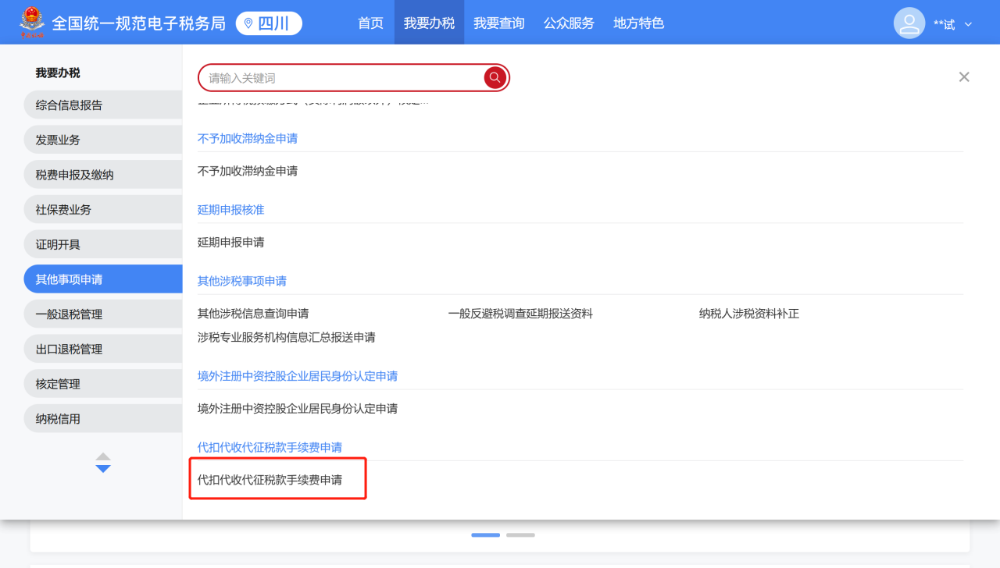 全国统一规范电子税务局
四川
首页 我要办税 我要查询 公众服务 地方特色
**试
我要办税
综合信息报告
发票业务
税费申报及缴纳
社保费业务
证明开具
其他事项申请
一般退税管理
出口退税管理
核定管理
纳税信用
请输入关键词
不予加收滞纳金申请
不予加收滞纳金申请
延期申报核准
延期申报申请
其他涉税事项申请
其他涉税信息查询申请 一般反避税调查延期报送资料 纳税人涉税资料补正
涉税专业服务机构信息汇总报送申请
境外注册中资控股企业居民身份认定申请
境外注册中资控股企业居民身份认定申请
代扣代收代征税款手续费申请
代扣代收代征税款手续费申请